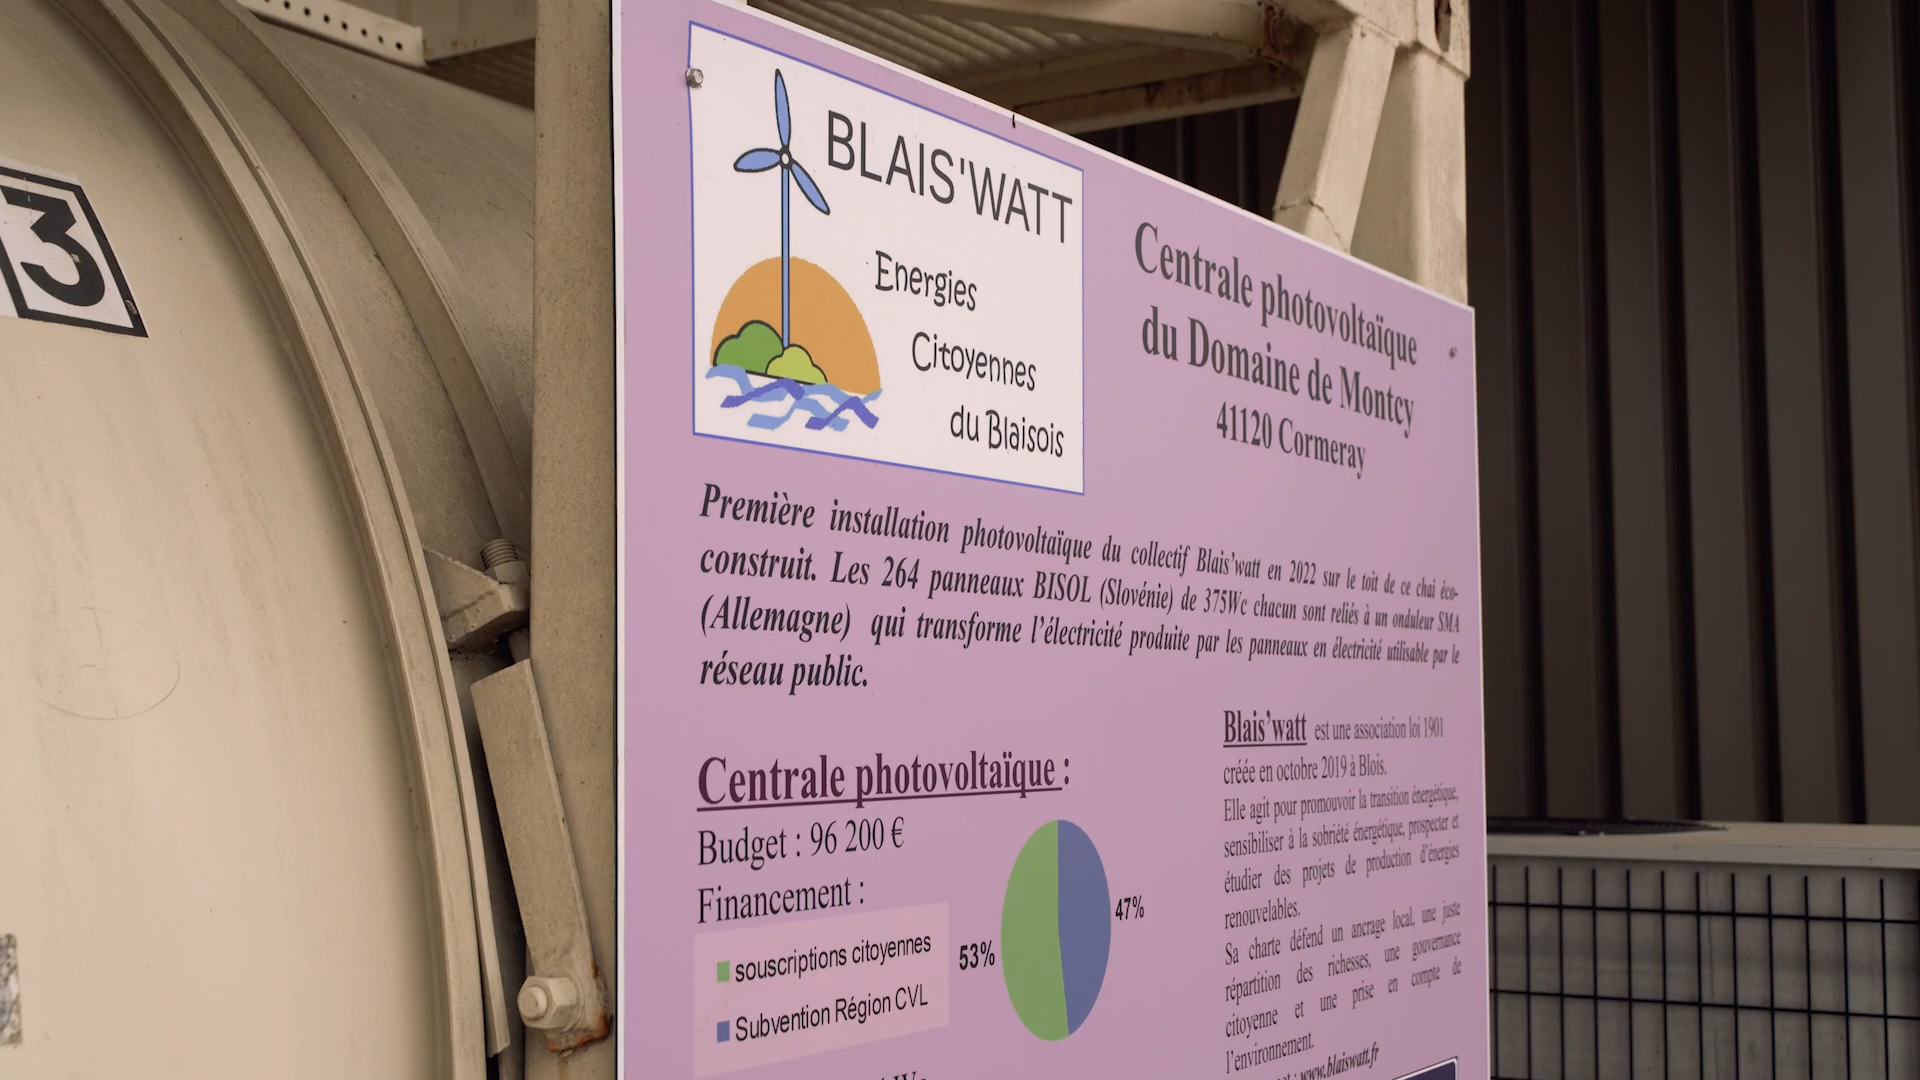 3
BLAIS'WATT
Energies
Citoyennes
du Blaisois
Centrale photovoltaïque
du Domaine de Montcy
41120 Cormeray
Première installation photovoltaïque du collectif Blais'watt en 2022 sur le toit de ce chai éco-
construit. Les 264 panneaux BISOL (Slovénie) de 375Wc chacun sont reliés à un onduleur SMA
(Allemagne) qui transforme l'électricité produite par les panneaux en électricité utilisable par le
réseau public.
Centrale photovoltaïque :
Budget : 96 200 €
Financement :
souscriptions citoyennes
Subvention Région CVL
53%
47%
Blais'watt est une association loi 1901
créée en octobre 2019 à Blois.
Elle agit pour promouvoir la transition énergétique,
sensibiliser à la sobriété énergétique, prospecter et
étudier des projets de production d'énergies
renouvelables.
Sa charte défend un ancrage local, une juste
répartition des richesses, une gouvernance
citoyenne et une prise en compte de
l'environnement.
: www.blaiswatt.fr